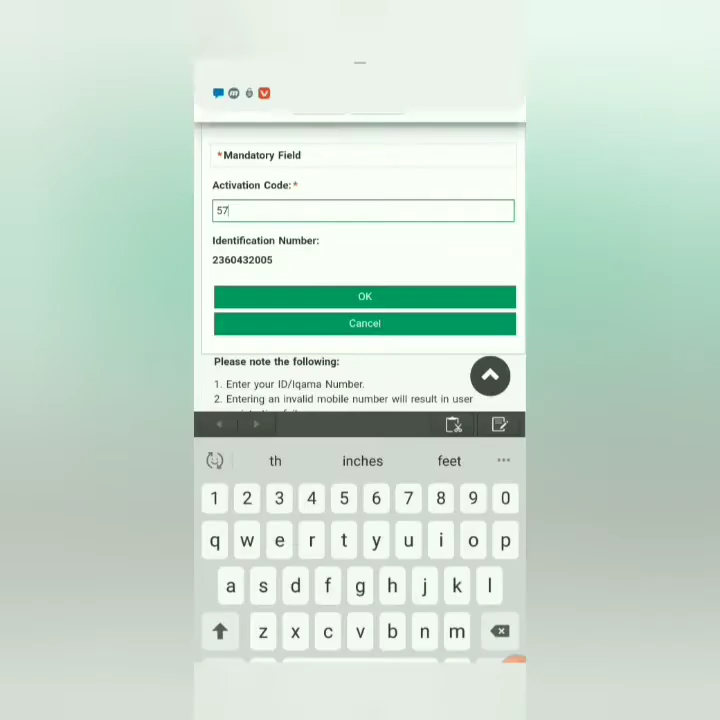 *Mandatory Field
Activation Code:*
57
Identification Number:
2360432005
OK
Cancel
Please note the following:
1. Enter your ID/Iqama Number.
2. Entering an invalid mobile number will result in user
th inches feet ...
1 2 3 4 5 6 7 8 9 0
q w e r t y u i o p
a s d f g h j k l
z x c v b n m